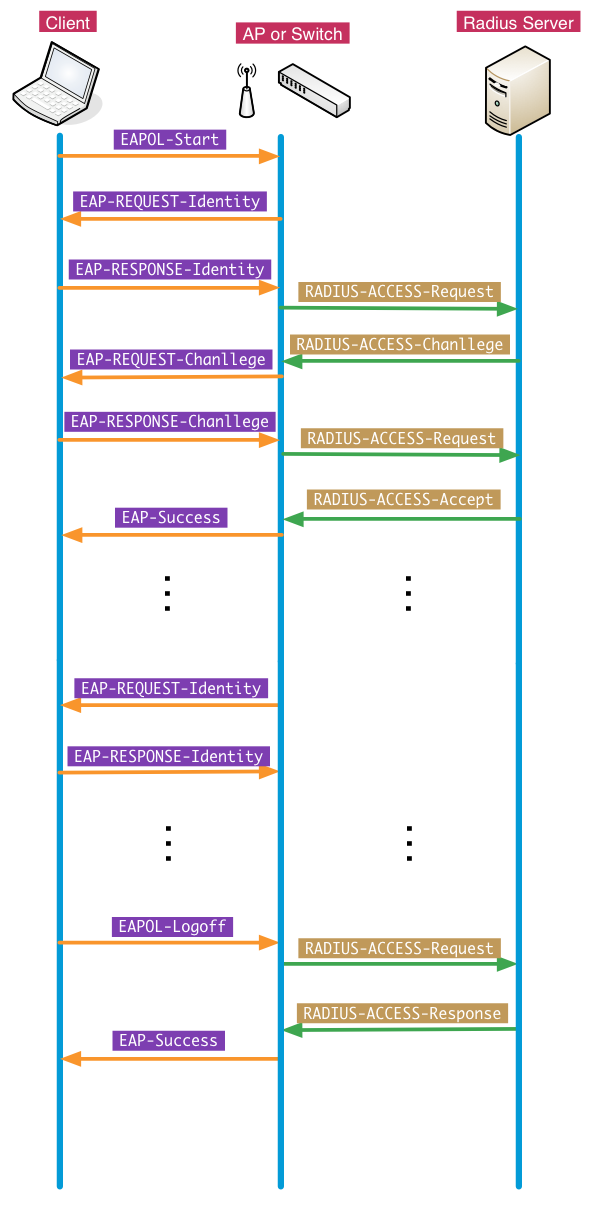 Client
AP or Switch
Radius Server
EAPOL-Start
EAP-REQUEST-Identity
EAP-RESPONSE-Identity
RADIUS-ACCESS-Request
RADIUS-ACCESS-Chanllege
EAP-REQUEST-Chanllege
EAP-RESPONSE-Chanllege
RADIUS-ACCESS-Request
RADIUS-ACCESS-Accept
EAP-Success
EAP-REQUEST-Identity
EAP-RESPONSE-Identity
EAPOL-Logoff
RADIUS-ACCESS-Request
RADIUS-ACCESS-Response
EAP-Success